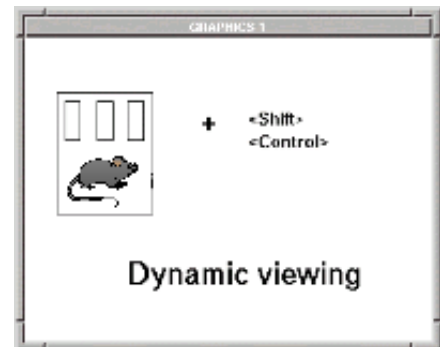 GRAPHICS 1
+ <Shift>
<Control>
Dynamic viewing